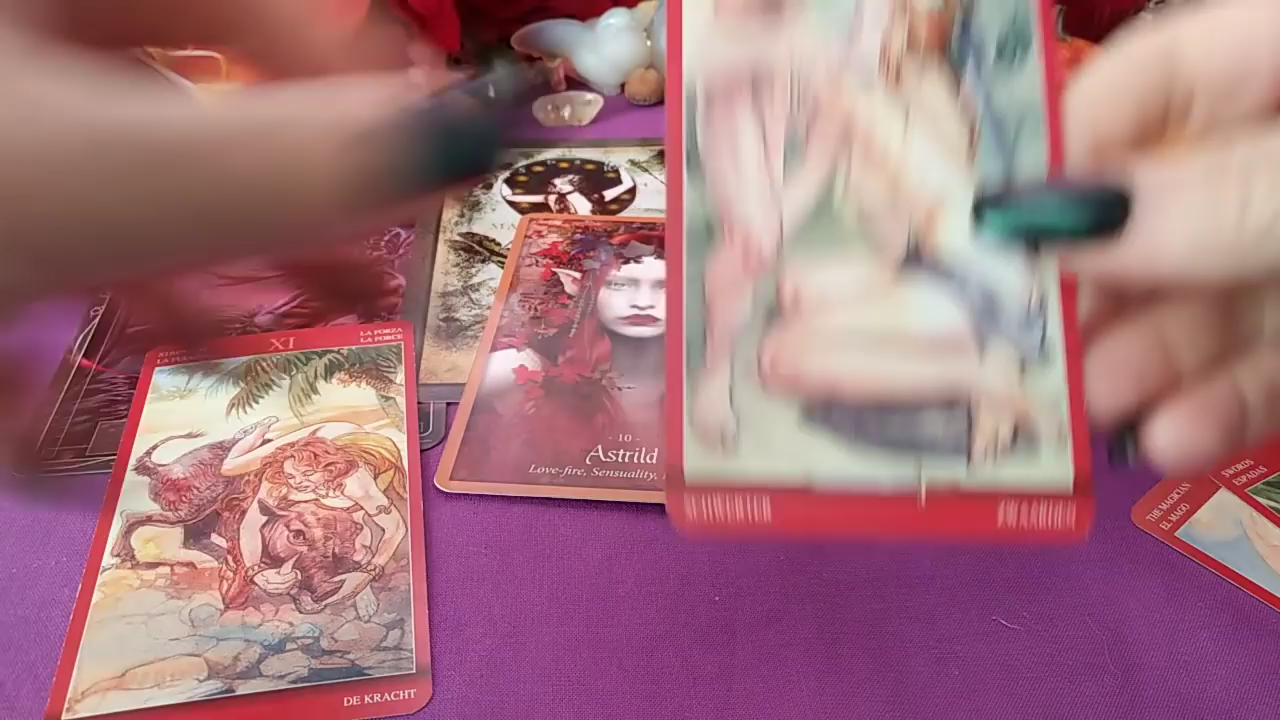 XI
LA FORZA
LA FORCE
- 10 -
Astrild
Love-fire, Sensuality,
DE KRACHT
SWORDS
ESPADAS
THE MAGICIAN
EL MAGO